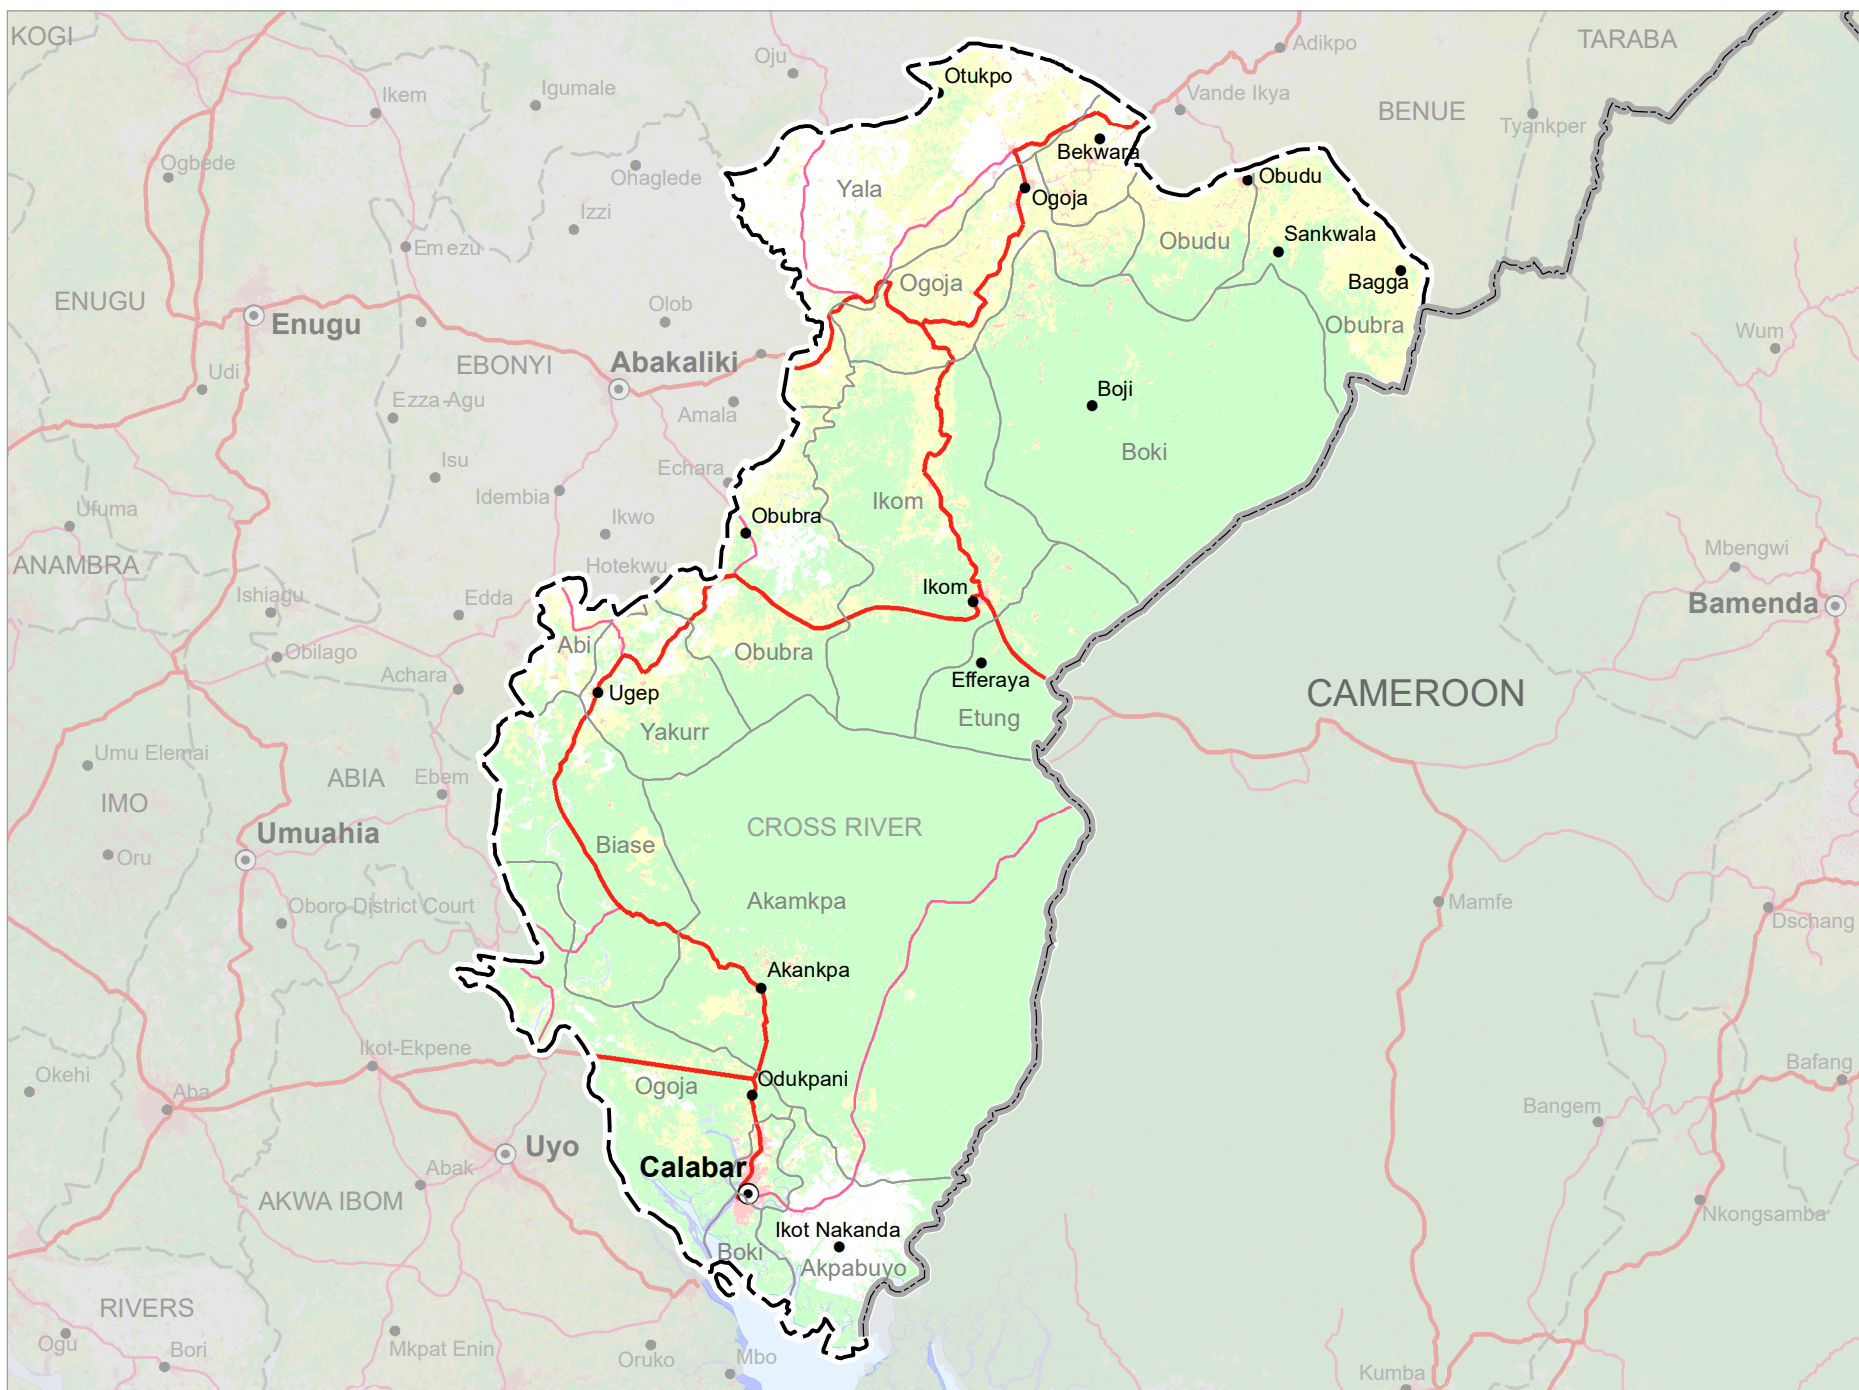 KOGI
TARABA
Adikpo
Oju
Otukpo
Igumale
Ikem
Vande Ikya
BENUE
Tyankper
Bekwara
Ogbede
Ohaglede
Obudu
Yala
Ogoja
Izzi
Emezu
Obudu
Sankwala
Ogoja
Bagga
ENUGU
Olob
Enugu
Obubra
Wum
EBONYI
Abakaliki
Udi
Boji
Ezza-Agu
Amala
Boki
Isu
Echara
Idembia
Ikom
Ufuma
Ikwo
Obubra
Mbengwi
ANAMBRA
Hotekwu
Ikom
Ishiagu
Edda
Bamenda
Abi
Obubra
Obilago
Achara
Efferaya
Ugep
CAMEROON
Etung
Yakurr
Umu Elemai
ABIA
Ebem
IMO
CROSS RIVER
Umuahia
Biase
Oru
Akamkpa
Oboro District Court
Mamfe
Dschang
Akankpa
Ikot-Ekpene
Okehi
Aba
Ogoja
Odukpani
Bafang
Bangem
Uyo
Abak
Calabar
AKWA IBOM
Nkongsamba
Ikot Nakanda
Boki
Akpabuyo
RIVERS
Ogu
Bori
Mkpat Enin
Oruko
Mbo
Kumba